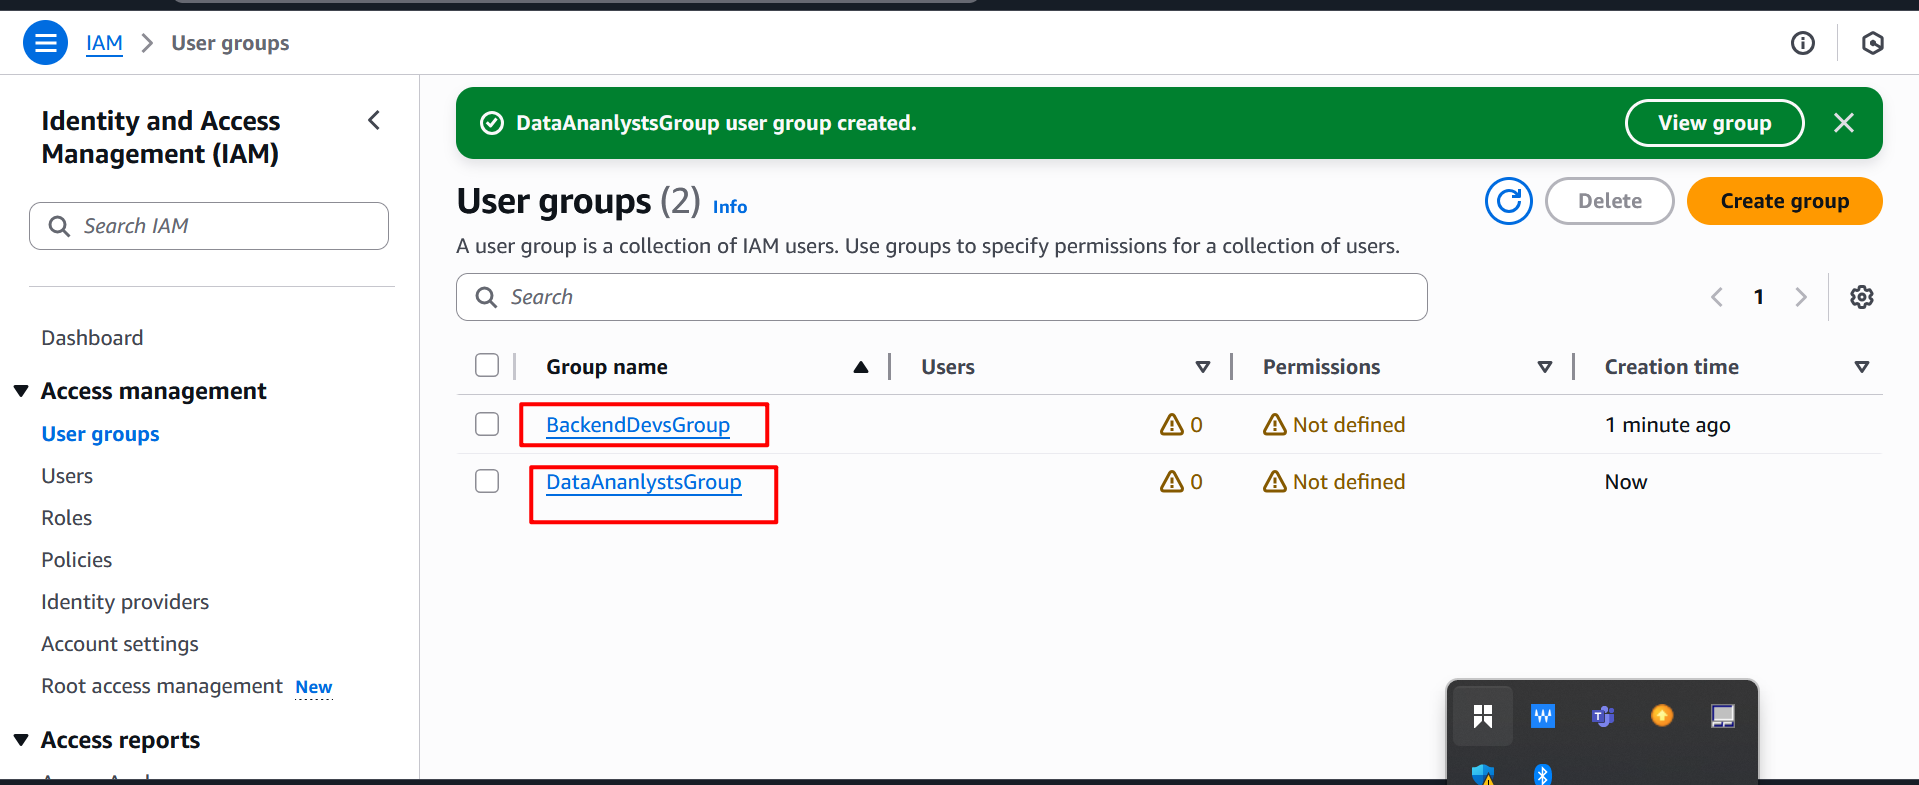 IAM > User groups
Identity and Access
Management (IAM)
Search IAM
Dashboard
Access management
User groups
Users
Roles
Policies
Identity providers
Account settings
Root access management New
Access reports
DataAnanlystsGroup user group created.
View group
User groups (2) Info
Delete
Create group
A user group is a collection of IAM users. Use groups to specify permissions for a collection of users.
Search
1
Group name Users Permissions Creation time
BackendDevsGroup 0 Not defined 1 minute ago
DataAnanlystsGroup 0 Not defined Now